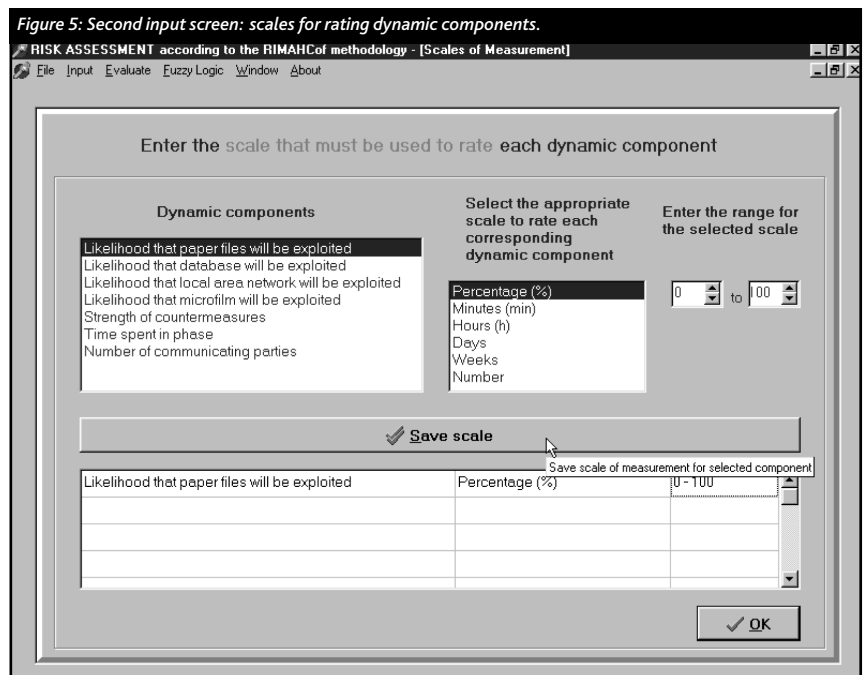 Figure 5: Second input screen: scales for rating dynamic components.
RISK ASSESSMENT according to the RIMAHCof methodology - [Scales of Measurement]
File Input Evaluate Fuzzy Logic Window About
Enter the scale that must be used to rate each dynamic component
Dynamic components
Likelihood that paper files will be exploited
Likelihood that database will be exploited
Likelihood that local area network will be exploited
Likelihood that microfilm will be exploited
Strength of countermeasures
Time spent in phase
Number of communicating parties
Select the appropriate
scale to rate each
corresponding
dynamic component
Percentage (%)
Minutes (min)
Hours (h)
Days
Weeks
Number
Enter the range for
the selected scale
0 to 100
Save scale
Save scale of measurement for selected component
Likelihood that paper files will be exploited Percentage (%) 0 - 100
OK